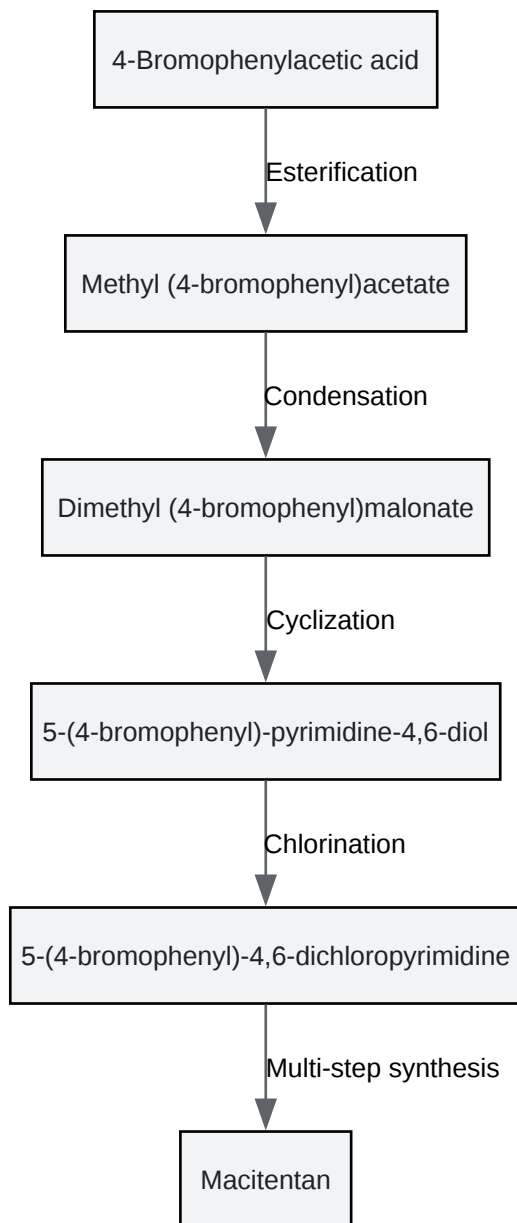 4-Bromophenylacetic acid
Esterification
Methyl (4-bromophenyl)acetate
Condensation
Dimethyl (4-bromophenyl)malonate
Cyclization
5-(4-bromophenyl)-pyrimidine-4,6-diol
Chlorination
5-(4-bromophenyl)-4,6-dichloropyrimidine
Multi-step synthesis
Macitentan